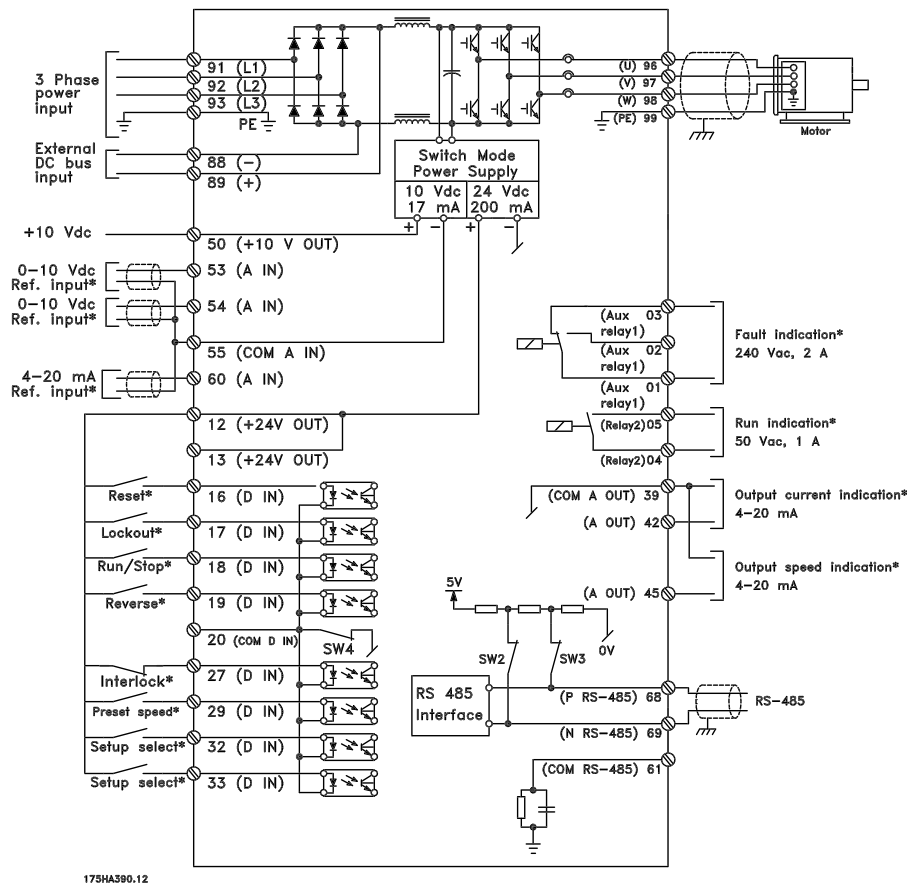 3 Phase
power
input
91 (L1)
92 (L2)
93 (L3)
PE
External
DC bus
input
88 (−)
89 (+)
Switch Mode
Power Supply
10 Vdc
17 mA
24 Vdc
200 mA
+ − + −
(U) 96
(V) 97
(W) 98
(PE) 99
Motor
+10 Vdc
50 (+10 V OUT)
0−10 Vdc
Ref. input*
53 (A IN)
0−10 Vdc
Ref. input*
54 (A IN)
55 (COM A IN)
4−20 mA
Ref. input*
60 (A IN)
12 (+24V OUT)
13 (+24V OUT)
Reset*
16 (D IN)
Lockout*
17 (D IN)
Run/Stop*
18 (D IN)
Reverse*
19 (D IN)
20 (COM D IN)
SW4
Interlock*
27 (D IN)
Preset speed*
29 (D IN)
Setup select*
32 (D IN)
Setup select*
33 (D IN)
(Aux 03
relay1)
(Aux 02
relay1)
(Aux 01
relay1)
Fault indication*
240 Vac, 2 A
(Relay2)05
(Relay2)04
Run indication*
50 Vac, 1 A
(COM A OUT) 39
(A OUT) 42
Output current indication*
4−20 mA
(A OUT) 45
Output speed indication*
4−20 mA
5V
0V
SW2
SW3
RS 485
Interface
(P RS−485) 68
(N RS−485) 69
RS−485
(COM RS−485) 61
175HA390.12